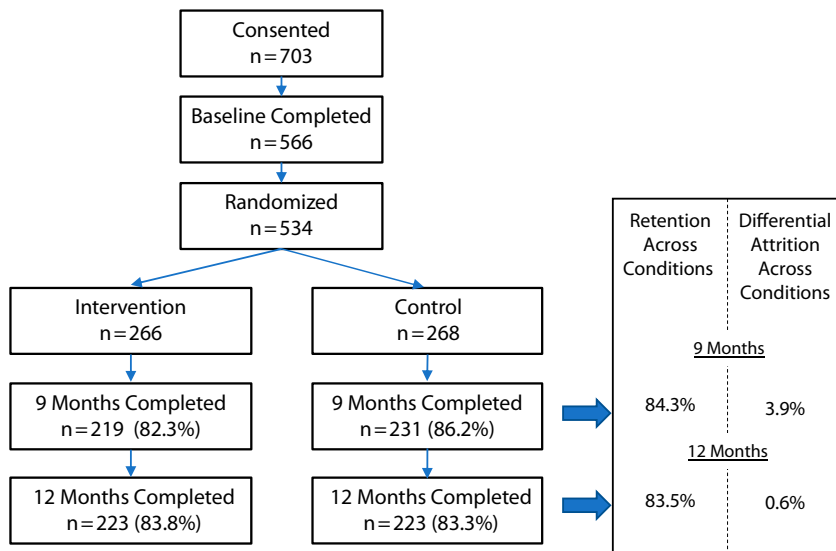 Consented
n=703
Baseline Completed
n=566
Randomized
n=534
Intervention
n=266
Control
n=268
9 Months Completed
n=219 (82.3%)
9 Months Completed
n=231 (86.2%)
12 Months Completed
n=223 (83.8%)
12 Months Completed
n=223 (83.3%)
Retention
Across
Conditions
Differential
Attrition
Across
Conditions
9 Months
84.3%
3.9%
12 Months
83.5%
0.6%